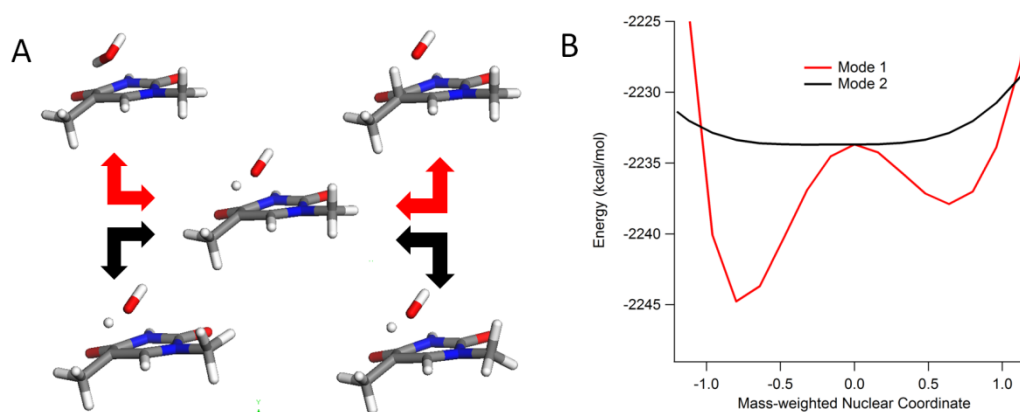 A
B
Mode 1
Mode 2
Energy (kcal/mol)
-2225
-2230
-2235
-2240
-2245
-1.0
-0.5
0.0
0.5
1.0
Mass-weighted Nuclear Coordinate
Y